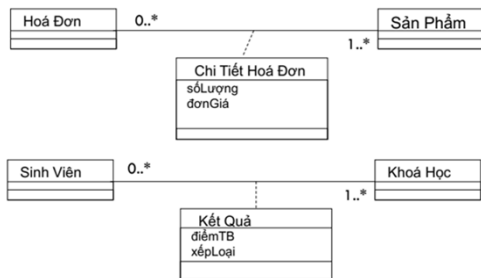 Hoá Đơn
0..*
Sản Phẩm
1..*
Chi Tiết Hoá Đơn
sốLượng
đơnGiá
Sinh Viên
0..*
Khoá Học
1..*
Kết Quả
điểmTB
xếpLoại